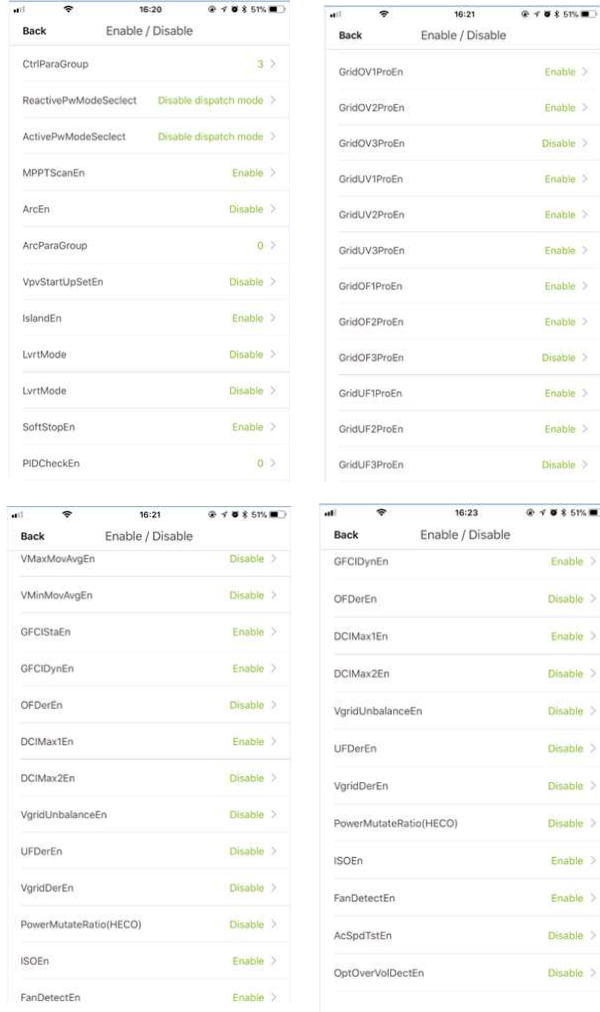 16:20 51%
Back Enable / Disable
CtrlParaGroup 3 >
ReactivePwModeSeclect Disable dispatch mode >
ActivePwModeSeclect Disable dispatch mode >
MPPTScanEn Enable >
ArcEn Disable >
ArcParaGroup 0 >
VpvStartUpSetEn Disable >
IslandEn Enable >
LvrtMode Disable >
LvrtMode Disable >
SoftStopEn Enable >
PIDCheckEn 0 >
16:21 51%
Back Enable / Disable
GridOV1ProEn Enable >
GridOV2ProEn Enable >
GridOV3ProEn Disable >
GridUV1ProEn Enable >
GridUV2ProEn Enable >
GridUV3ProEn Enable >
GridOF1ProEn Enable >
GridOF2ProEn Enable >
GridOF3ProEn Disable >
GridUF1ProEn Enable >
GridUF2ProEn Enable >
GridUF3ProEn Disable >
16:21 51%
Back Enable / Disable
VMaxMovAvgEn Disable >
VMinMovAvgEn Disable >
GFCIStaEn Enable >
GFCIDynEn Enable >
OFDerEn Disable >
DCIMax1En Enable >
DCIMax2En Disable >
VgridUnbalanceEn Disable >
UFDerEn Disable >
VgridDerEn Disable >
PowerMutateRatio(HECO) Disable >
ISOEn Enable >
FanDetectEn Enable >
16:23 51%
Back Enable / Disable
GFCIDynEn Enable >
OFDerEn Disable >
DCIMax1En Enable >
DCIMax2En Disable >
VgridUnbalanceEn Disable >
UFDerEn Disable >
VgridDerEn Disable >
PowerMutateRatio(HECO) Disable >
ISOEn Enable >
FanDetectEn Enable >
AcSpdTstEn Disable >
OptOverVolDectEn Disable >